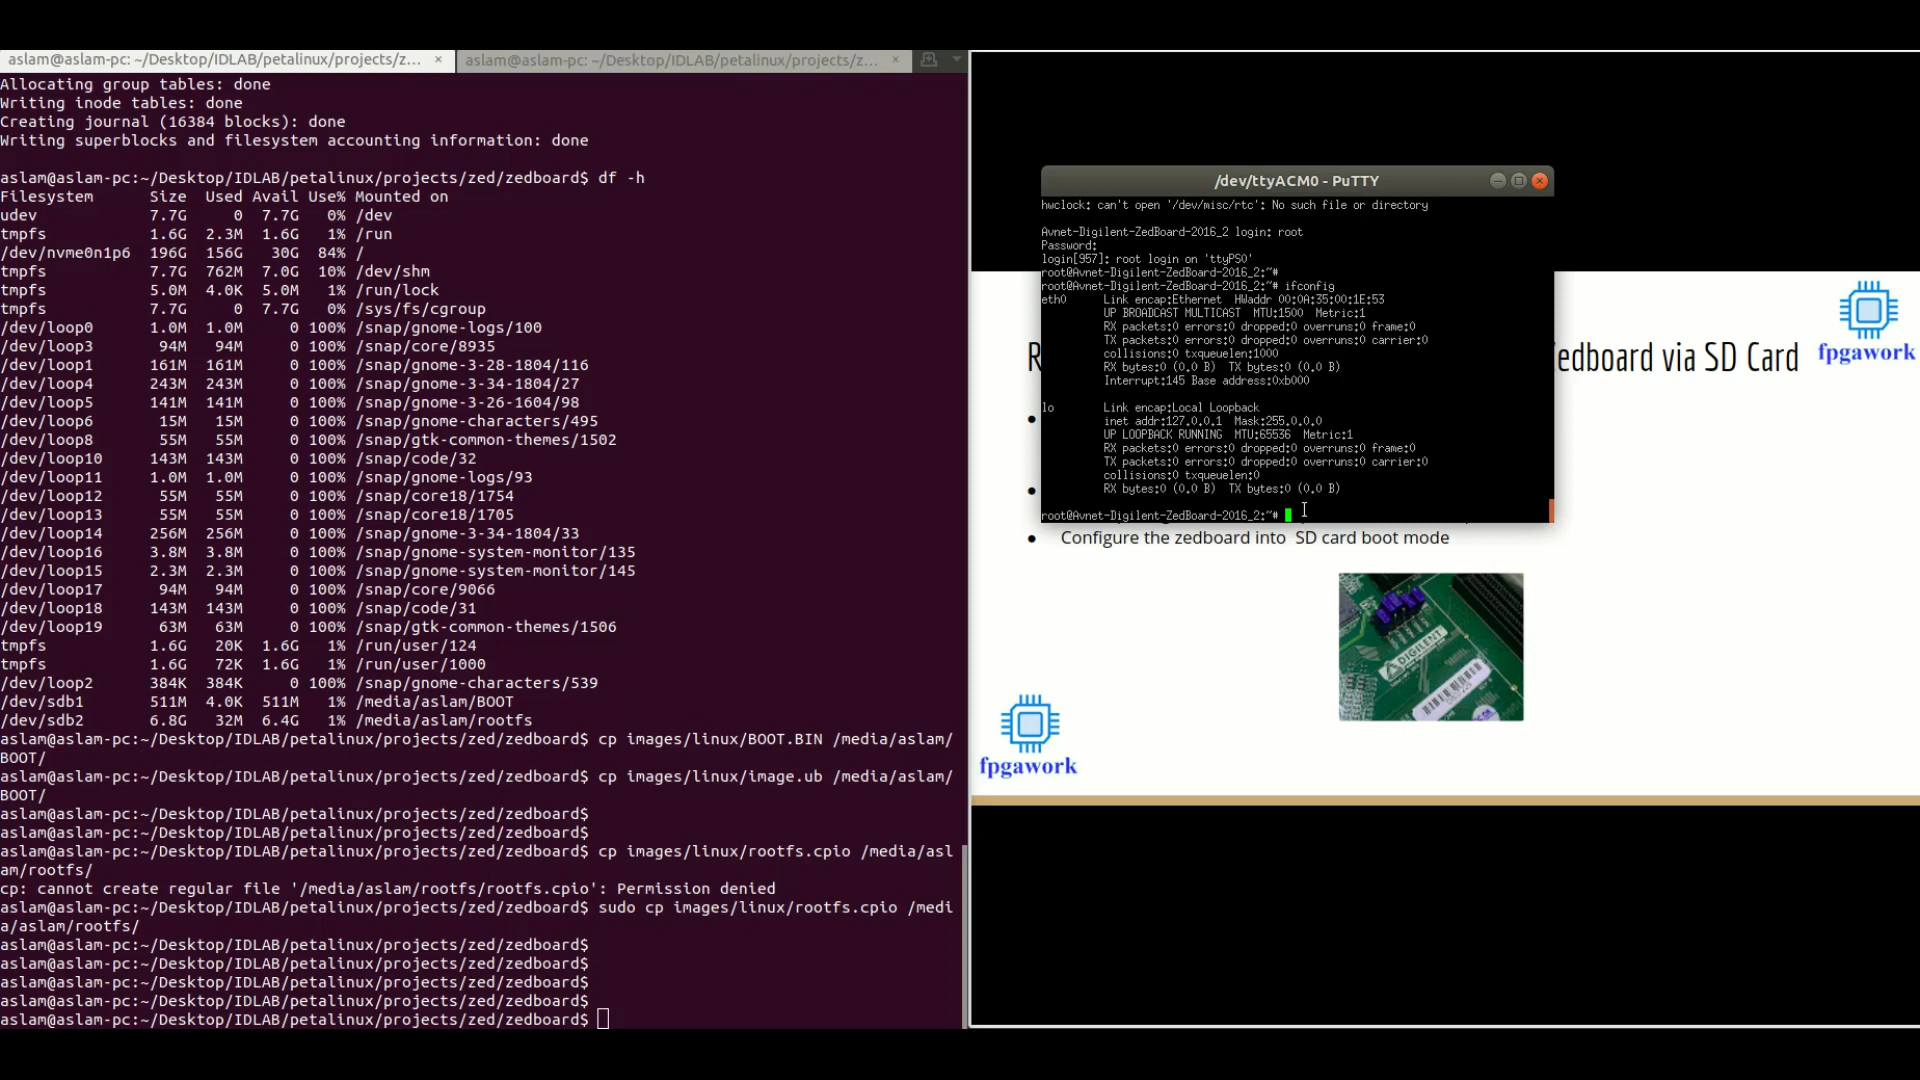 aslam@aslam-pc: ~/Desktop/IDLAB/petalinux/projects/z... ×
aslam@aslam-pc: ~/Desktop/IDLAB/petalinux/projects/z... ×
Allocating group tables: done
Writing inode tables: done
Creating journal (16384 blocks): done
Writing superblocks and filesystem accounting information: done
aslam@aslam-pc:~/Desktop/IDLAB/petalinux/projects/zed/zedboard$ df -h
Filesystem      Size  Used Avail Use% Mounted on
udev            7.7G     0  7.7G   0% /dev
tmpfs           1.6G  2.3M  1.6G   1% /run
/dev/nvme0n1p6  196G  156G   30G  84% /
tmpfs           7.7G  762M  7.0G  10% /dev/shm
tmpfs           5.0M  4.0K  5.0M   1% /run/lock
tmpfs           7.7G     0  7.7G   0% /sys/fs/cgroup
/dev/loop0      1.0M  1.0M     0 100% /snap/gnome-logs/100
/dev/loop3       94M   94M     0 100% /snap/core/8935
/dev/loop1      161M  161M     0 100% /snap/gnome-3-28-1804/116
/dev/loop4      243M  243M     0 100% /snap/gnome-3-34-1804/27
/dev/loop5      141M  141M     0 100% /snap/gnome-3-26-1604/98
/dev/loop6       15M   15M     0 100% /snap/gnome-characters/495
/dev/loop8       55M   55M     0 100% /snap/gtk-common-themes/1502
/dev/loop10     143M  143M     0 100% /snap/code/32
/dev/loop11     1.0M  1.0M     0 100% /snap/gnome-logs/93
/dev/loop12      55M   55M     0 100% /snap/core18/1754
/dev/loop13      55M   55M     0 100% /snap/core18/1705
/dev/loop14     256M  256M     0 100% /snap/gnome-3-34-1804/33
/dev/loop16     3.8M  3.8M     0 100% /snap/gnome-system-monitor/135
/dev/loop15     2.3M  2.3M     0 100% /snap/gnome-system-monitor/145
/dev/loop17      94M   94M     0 100% /snap/core/9066
/dev/loop18     143M  143M     0 100% /snap/code/31
/dev/loop19      63M   63M     0 100% /snap/gtk-common-themes/1506
tmpfs           1.6G   20K  1.6G   1% /run/user/124
tmpfs           1.6G   72K  1.6G   1% /run/user/1000
/dev/loop2      384K  384K     0 100% /snap/gnome-characters/539
/dev/sdb1       511M  4.0K  511M   1% /media/aslam/BOOT
/dev/sdb2       6.8G   32M  6.4G   1% /media/aslam/rootfs
aslam@aslam-pc:~/Desktop/IDLAB/petalinux/projects/zed/zedboard$ cp images/linux/BOOT.BIN /media/aslam/
BOOT/
aslam@aslam-pc:~/Desktop/IDLAB/petalinux/projects/zed/zedboard$ cp images/linux/image.ub /media/aslam/
BOOT/
aslam@aslam-pc:~/Desktop/IDLAB/petalinux/projects/zed/zedboard$
aslam@aslam-pc:~/Desktop/IDLAB/petalinux/projects/zed/zedboard$
aslam@aslam-pc:~/Desktop/IDLAB/petalinux/projects/zed/zedboard$ cp images/linux/rootfs.cpio /media/asl
am/rootfs/
cp: cannot create regular file '/media/aslam/rootfs/rootfs.cpio': Permission denied
aslam@aslam-pc:~/Desktop/IDLAB/petalinux/projects/zed/zedboard$ sudo cp images/linux/rootfs.cpio /medi
a/aslam/rootfs/
aslam@aslam-pc:~/Desktop/IDLAB/petalinux/projects/zed/zedboard$
aslam@aslam-pc:~/Desktop/IDLAB/petalinux/projects/zed/zedboard$
aslam@aslam-pc:~/Desktop/IDLAB/petalinux/projects/zed/zedboard$
aslam@aslam-pc:~/Desktop/IDLAB/petalinux/projects/zed/zedboard$
aslam@aslam-pc:~/Desktop/IDLAB/petalinux/projects/zed/zedboard$
/dev/ttyACM0 - PuTTY
hwclock: can't open '/dev/misc/rtc': No such file or directory
Avnet-Digilent-ZedBoard-2016_2 login: root
Password:
login[957]: root login on 'ttyPS0'
root@Avnet-Digilent-ZedBoard-2016_2:~#
root@Avnet-Digilent-ZedBoard-2016_2:~# ifconfig
eth0      Link encap:Ethernet  HWaddr 00:0A:35:00:1E:53
          UP BROADCAST MULTICAST  MTU:1500  Metric:1
          RX packets:0 errors:0 dropped:0 overruns:0 frame:0
          TX packets:0 errors:0 dropped:0 overruns:0 carrier:0
          collisions:0 txqueuelen:1000
          RX bytes:0 (0.0 B)  TX bytes:0 (0.0 B)
          Interrupt:145 Base address:0xb000
lo        Link encap:Local Loopback
          inet addr:127.0.0.1  Mask:255.0.0.0
          UP LOOPBACK RUNNING  MTU:65536  Metric:1
          RX packets:0 errors:0 dropped:0 overruns:0 frame:0
          TX packets:0 errors:0 dropped:0 overruns:0 carrier:0
          collisions:0 txqueuelen:0
          RX bytes:0 (0.0 B)  TX bytes:0 (0.0 B)
root@Avnet-Digilent-ZedBoard-2016_2:~#
R
edboard via SD Card
fpgawork
● Configure the zedboard into SD card boot mode
DIGILENT
fpgawork